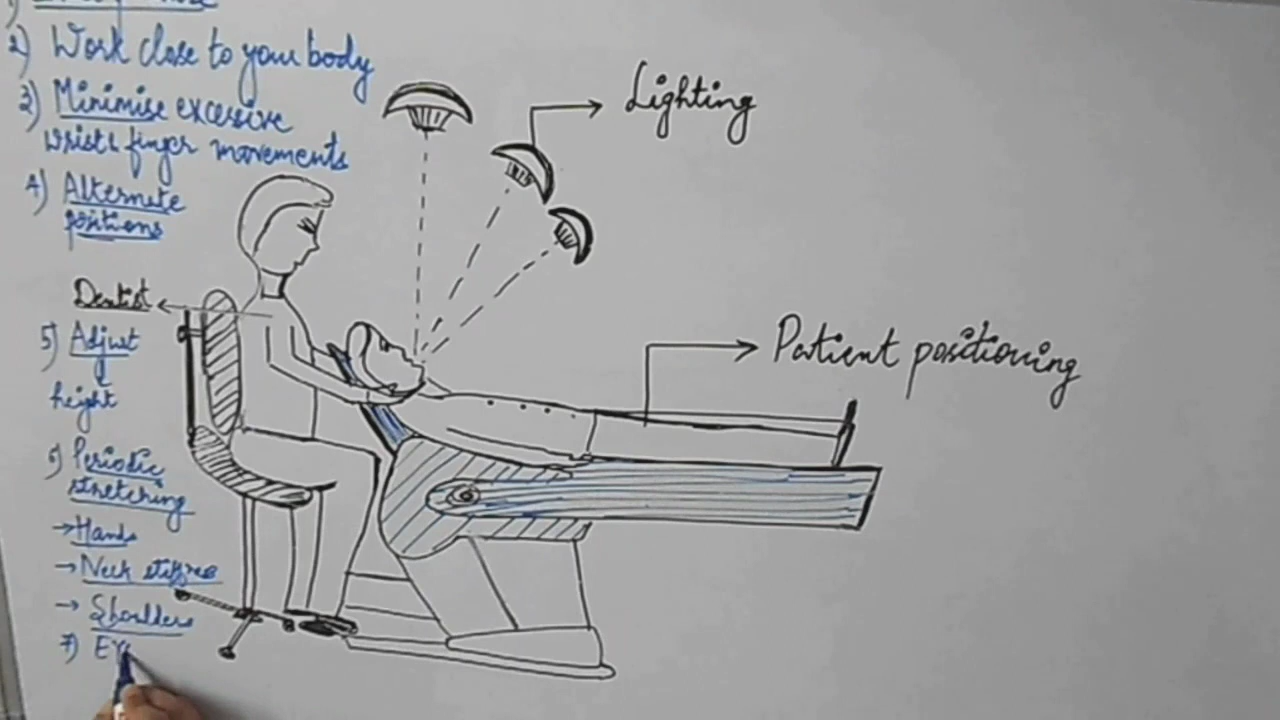 2) Work close to your body
3) Minimise excessive
wrist & finger movements
4) Alternate
positions
Dentist
5) Adjust
height
6) Periodic
stretching
→ Hands
→ Neck stiffness
→ Shoulders
7) EY
Lighting
Patient positioning